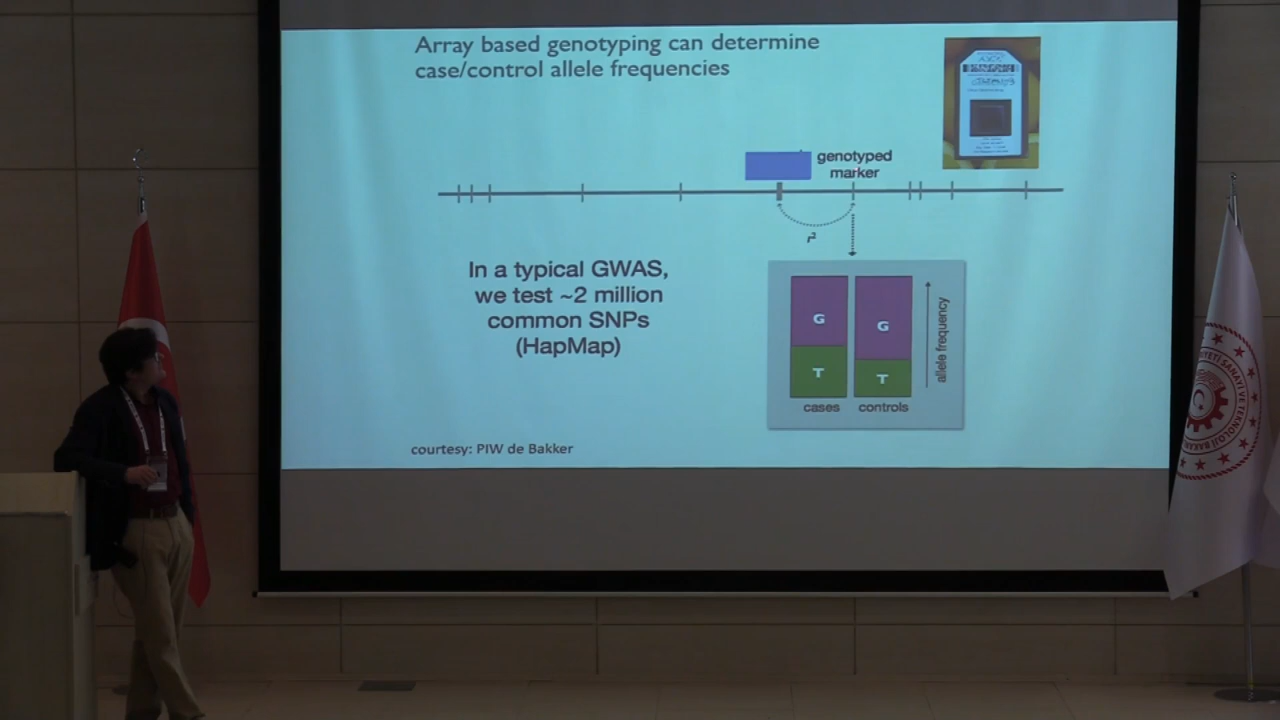 Array based genotyping can determine
case/control allele frequencies
genotyped
marker
r²
In a typical GWAS,
we test ~2 million
common SNPs
(HapMap)
G
G
T
T
allele frequency
cases
controls
courtesy: PIW de Bakker